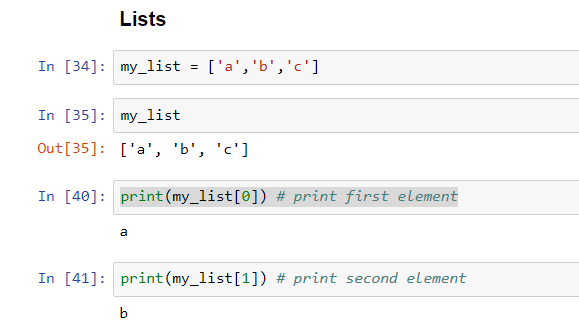 Lists
In [34]: my_list = ['a','b','c']
In [35]: my_list
Out[35]: ['a', 'b', 'c']
In [40]: print(my_list[0]) # print first element
a
In [41]: print(my_list[1]) # print second element
b